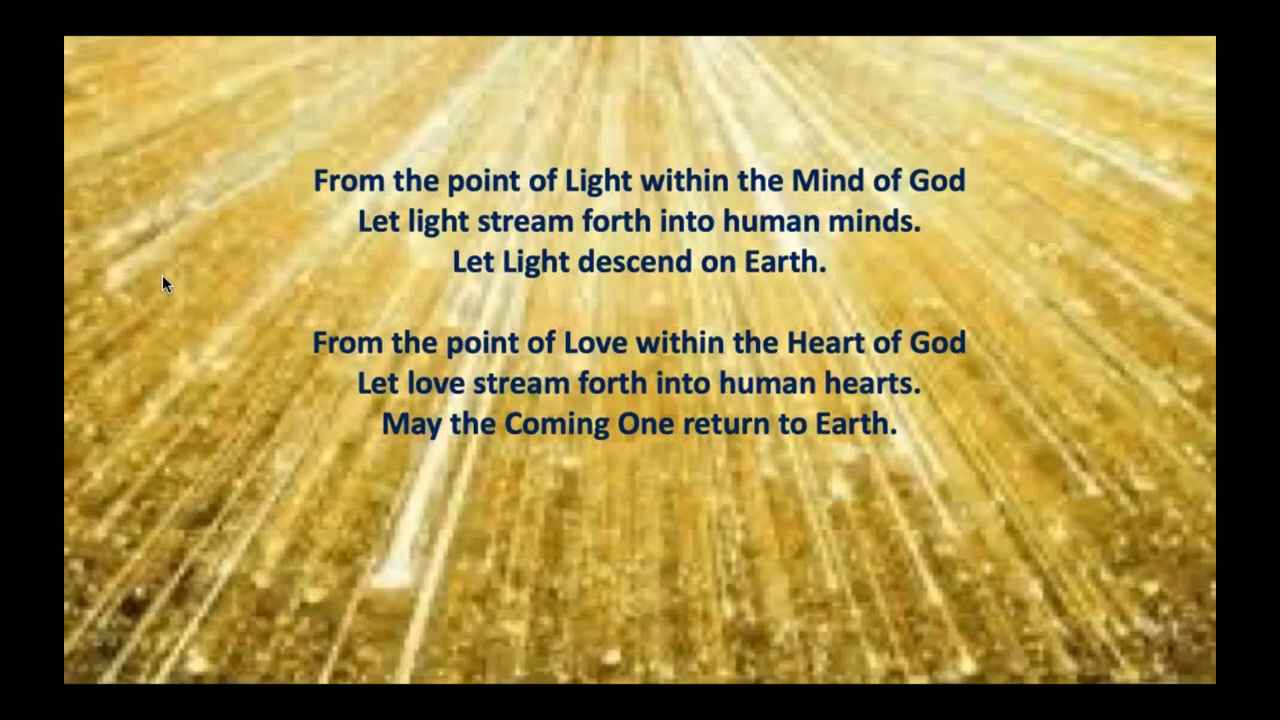 From the point of Light within the Mind of God
Let light stream forth into human minds.
Let Light descend on Earth.
From the point of Love within the Heart of God
Let love stream forth into human hearts.
May the Coming One return to Earth.